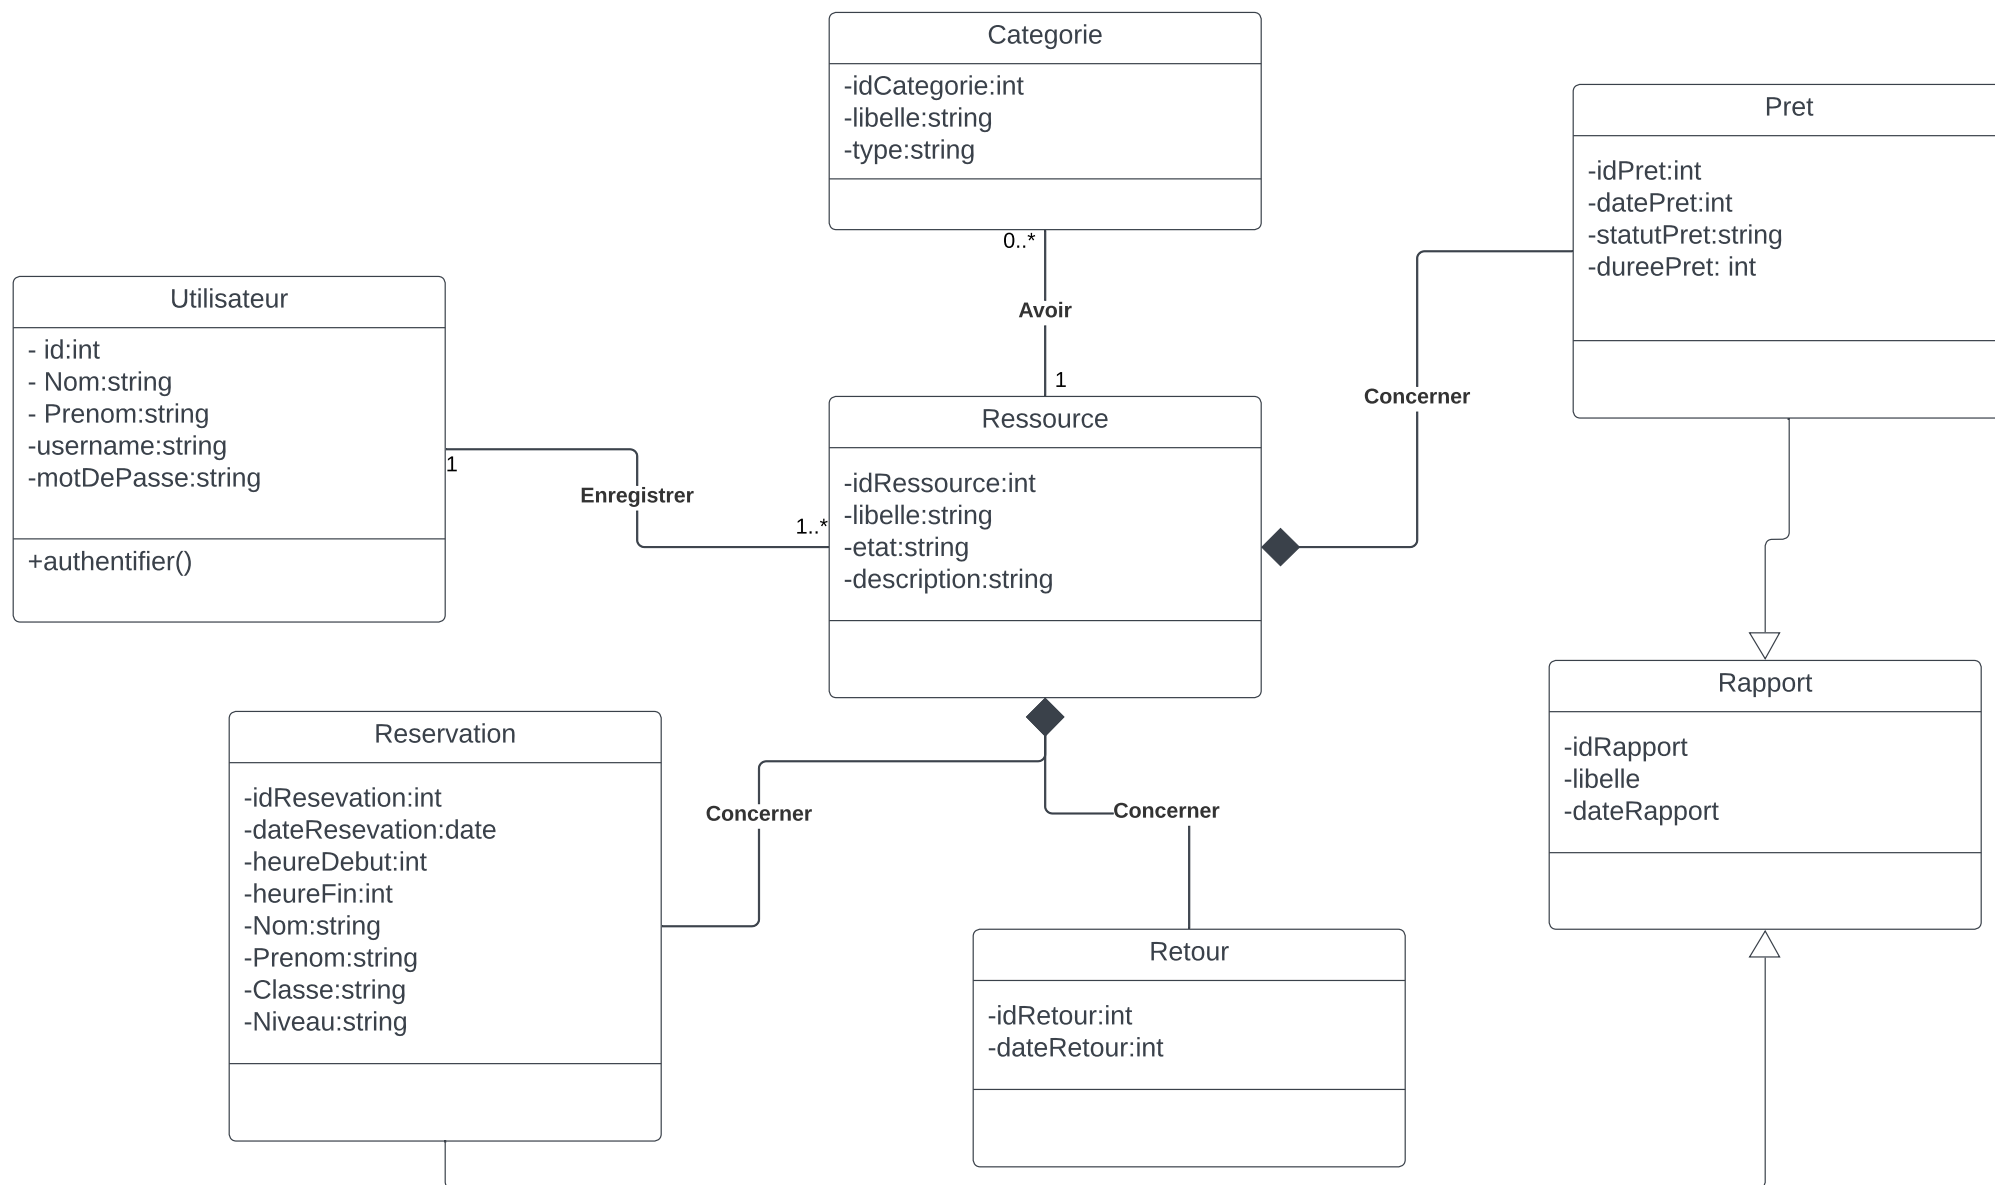 Categorie
-idCategorie:int
-libelle:string
-type:string
0..*
Avoir
1
Pret
-idPret:int
-datePret:int
-statutPret:string
-dureePret: int
Concerner
Utilisateur
- id:int
- Nom:string
- Prenom:string
-username:string
-motDePasse:string
+authentifier()
1
Enregistrer
1..*
Ressource
-idRessource:int
-libelle:string
-etat:string
-description:string
Rapport
-idRapport
-libelle
-dateRapport
Reservation
-idResevation:int
-dateResevation:date
-heureDebut:int
-heureFin:int
-Nom:string
-Prenom:string
-Classe:string
-Niveau:string
Concerner
Concerner
Retour
-idRetour:int
-dateRetour:int